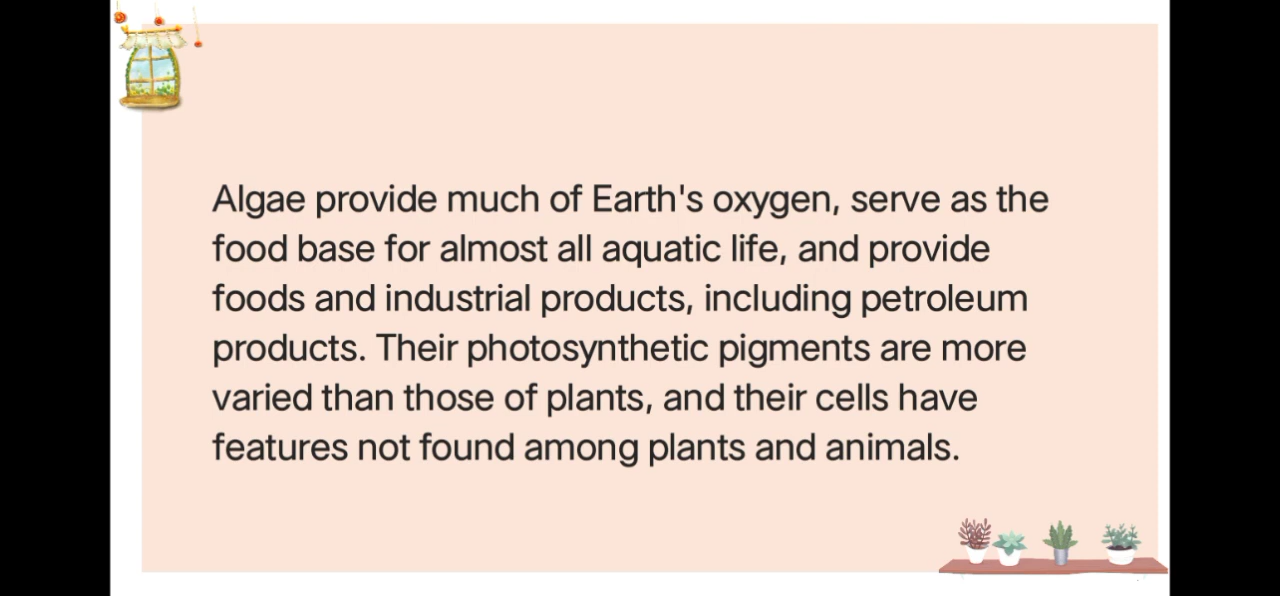 Algae provide much of Earth's oxygen, serve as the
food base for almost all aquatic life, and provide
foods and industrial products, including petroleum
products. Their photosynthetic pigments are more
varied than those of plants, and their cells have
features not found among plants and animals.